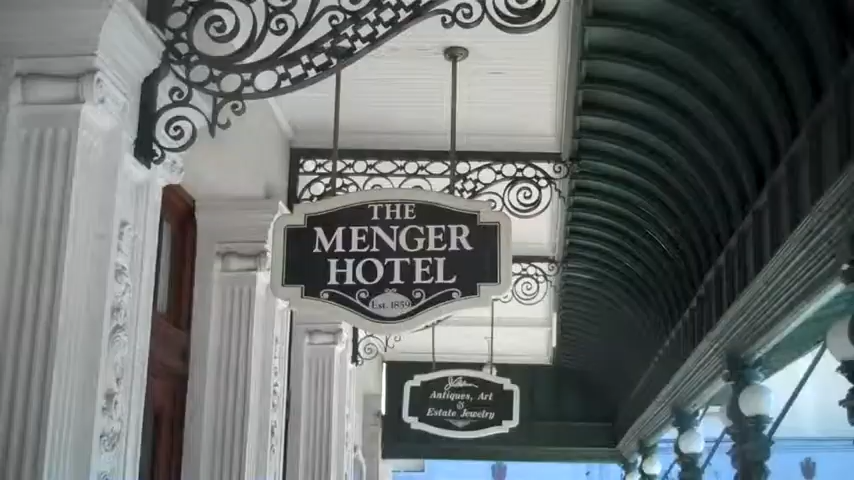 THE
MENGER
HOTEL
Est. 1859
Antiques, Art
&
Estate Jewelry